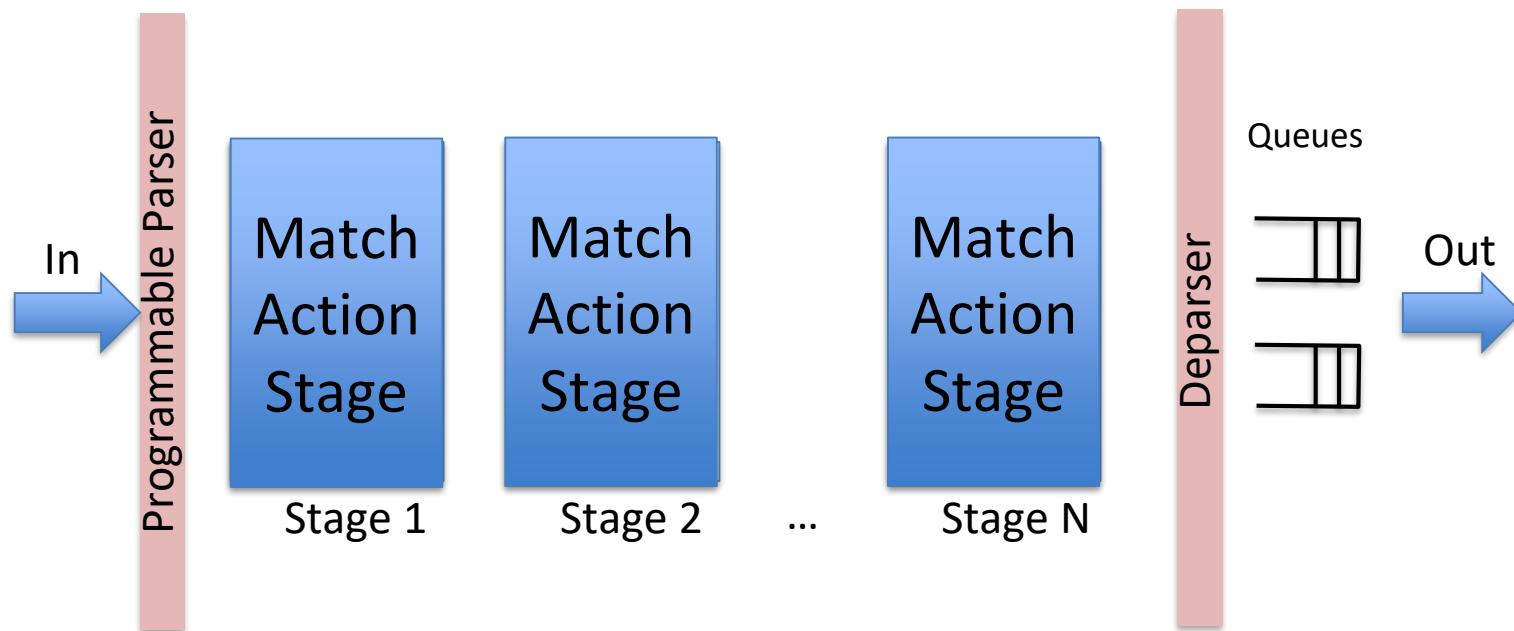 In
Programmable Parser
Match
Action
Stage
Stage 1
Match
Action
Stage
Stage 2
...
Match
Action
Stage
Stage N
Deparser
Queues
Out